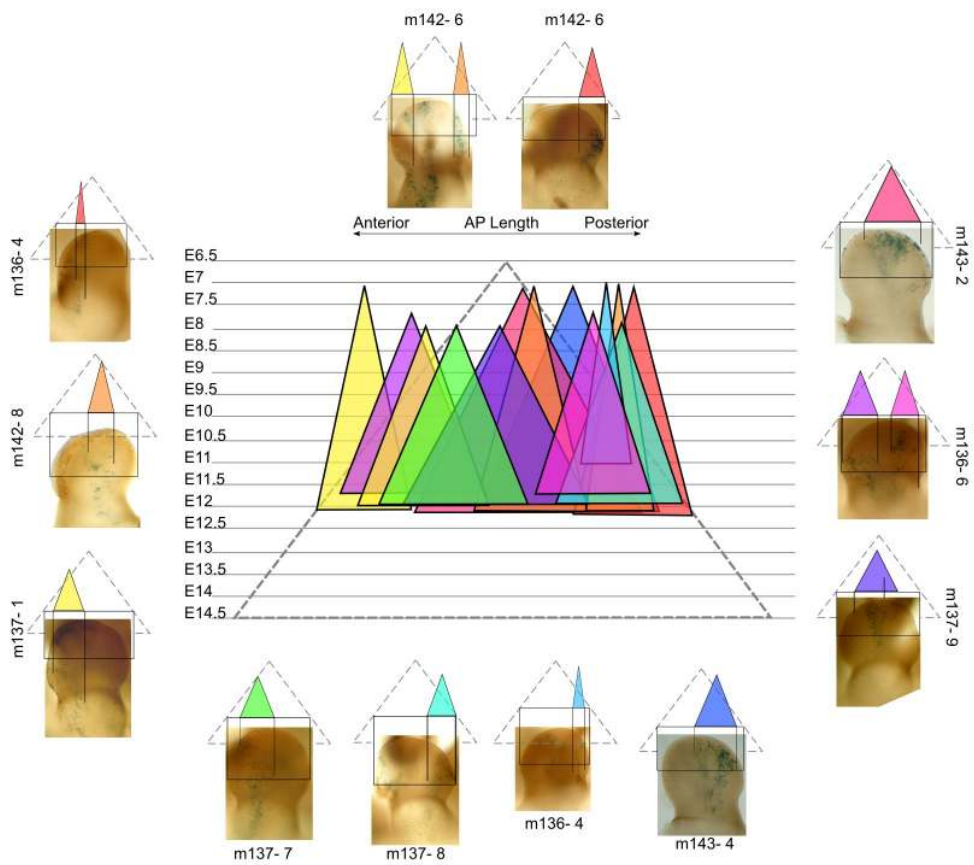 m142- 6
m142- 6
Anterior
AP Length
Posterior
m136- 4
m142- 8
m137- 1
E6.5
E7
E7.5
E8
E8.5
E9
E9.5
E10
E10.5
E11
E11.5
E12
E12.5
E13
E13.5
E14
E14.5
m143- 2
m136- 6
m137- 9
m137- 7
m137- 8
m136- 4
m143- 4